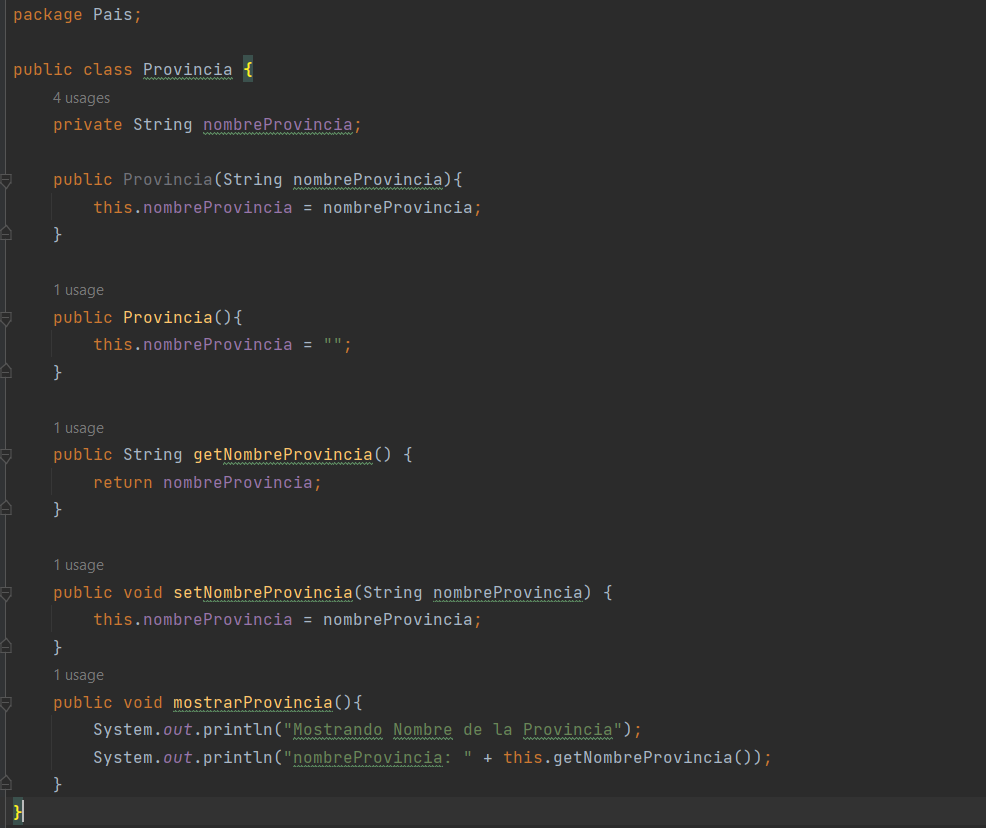 package Pais;
public class Provincia {
4 usages
private String nombreProvincia;
public Provincia(String nombreProvincia){
this.nombreProvincia = nombreProvincia;
}
1 usage
public Provincia(){
this.nombreProvincia = "";
}
1 usage
public String getNombreProvincia() {
return nombreProvincia;
}
1 usage
public void setNombreProvincia(String nombreProvincia) {
this.nombreProvincia = nombreProvincia;
}
1 usage
public void mostrarProvincia(){
System.out.println("Mostrando Nombre de la Provincia");
System.out.println("nombreProvincia: " + this.getNombreProvincia());
}
}